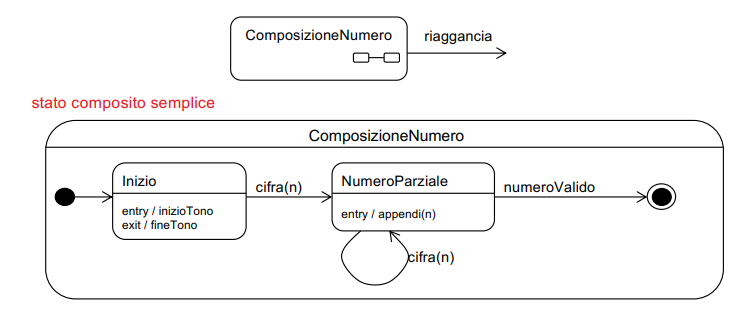 ComposizioneNumero
riaggancia
stato composito semplice
ComposizioneNumero
Inizio
entry / inizioTono
exit / fineTono
cifra(n)
NumeroParziale
entry / appendi(n)
numeroValido
cifra(n)